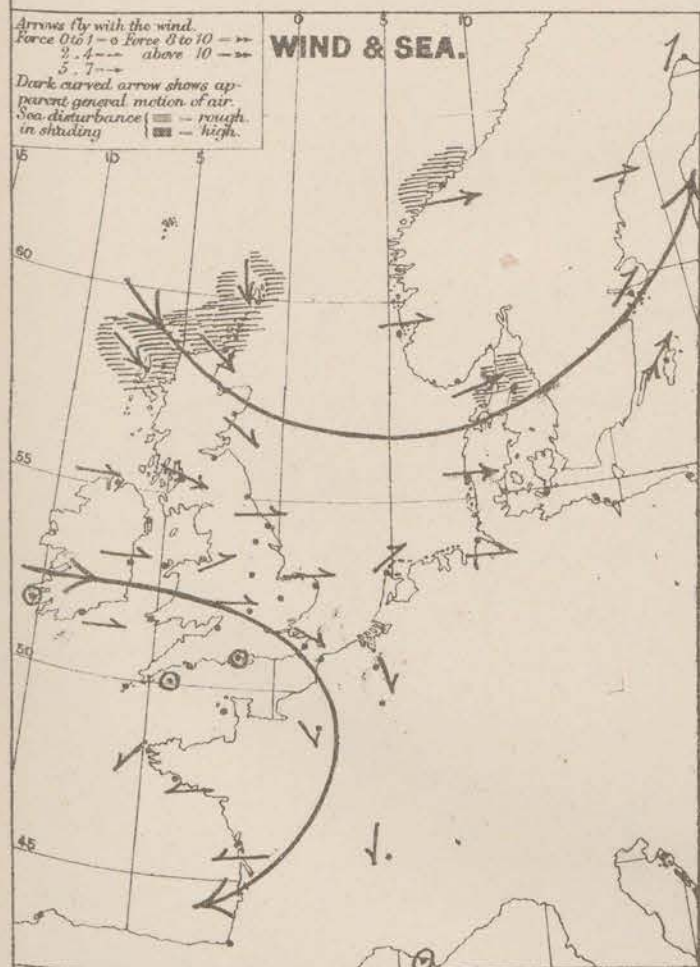 Arrows fly with the wind.
Force 0 to 1 – o Force 8 to 10 –
2 . 4 – above 10 –
5 . 7 –
Dark curved arrow shows ap-
parent general motion of air.
Sea disturbance – rough.
in shading – high.
WIND & SEA.
0 10
15 10 5
60
55
50
45